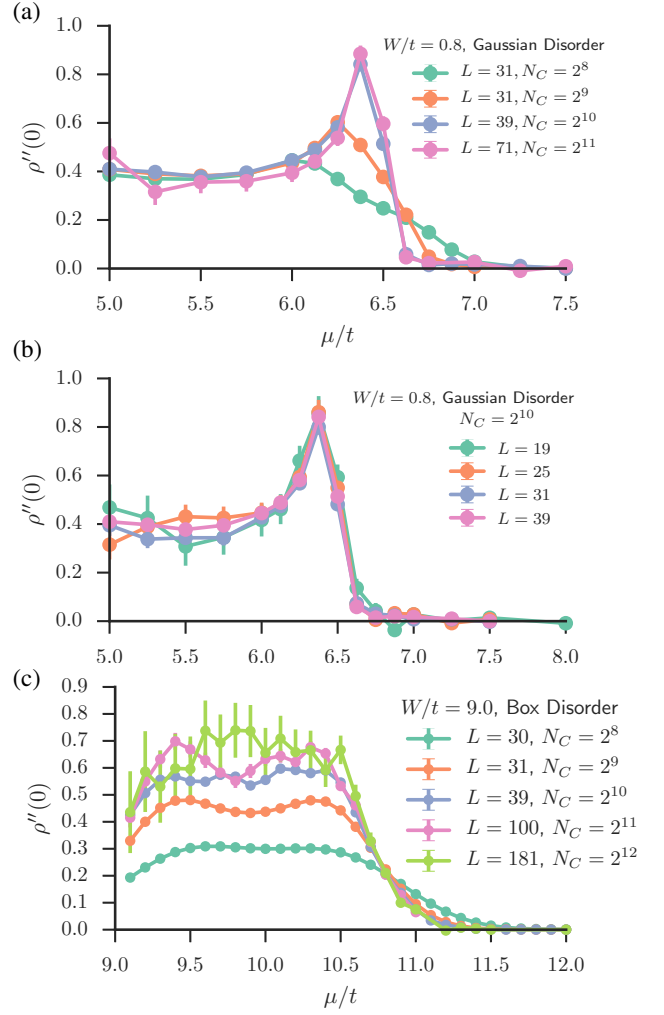 (a)
W/t = 0.8, Gaussian Disorder
L = 31, N_C = 2^8
L = 31, N_C = 2^9
L = 39, N_C = 2^10
L = 71, N_C = 2^11
ρ′′(0)
1.0
0.8
0.6
0.4
0.2
0.0
5.0 5.5 6.0 6.5 7.0 7.5
μ/t
(b)
W/t = 0.8, Gaussian Disorder
N_C = 2^10
L = 19
L = 25
L = 31
L = 39
ρ′′(0)
1.0
0.8
0.6
0.4
0.2
0.0
5.0 5.5 6.0 6.5 7.0 7.5 8.0
(c)
W/t = 9.0, Box Disorder
L = 30, N_C = 2^8
L = 31, N_C = 2^9
L = 39, N_C = 2^10
L = 100, N_C = 2^11
L = 181, N_C = 2^12
ρ′′(0)
0.9
0.8
0.7
0.6
0.5
0.4
0.3
0.2
0.1
0.0
9.0 9.5 10.0 10.5 11.0 11.5 12.0
μ/t